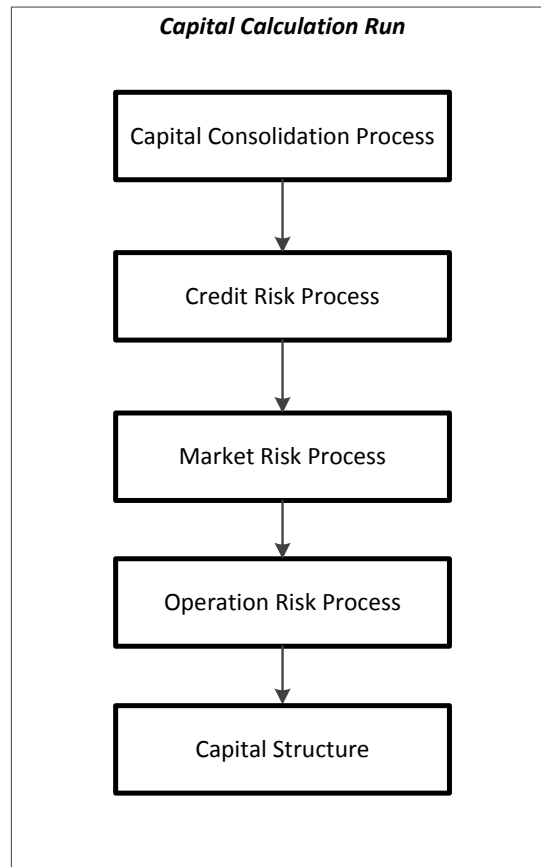 Capital Calculation Run
Capital Consolidation Process
Credit Risk Process
Market Risk Process
Operation Risk Process
Capital Structure